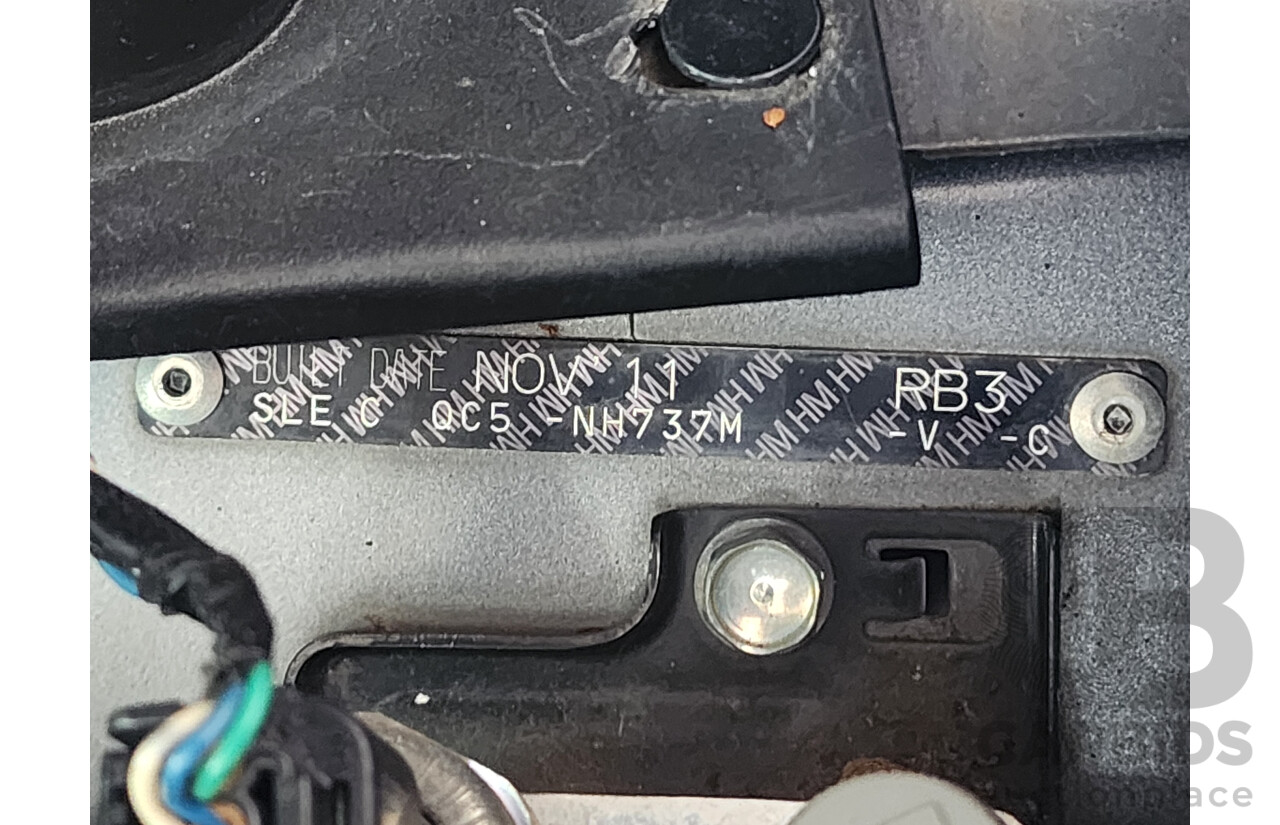 BUILT DATE NOV 11 RB3
SLE C QC5 -NH737M -V -C